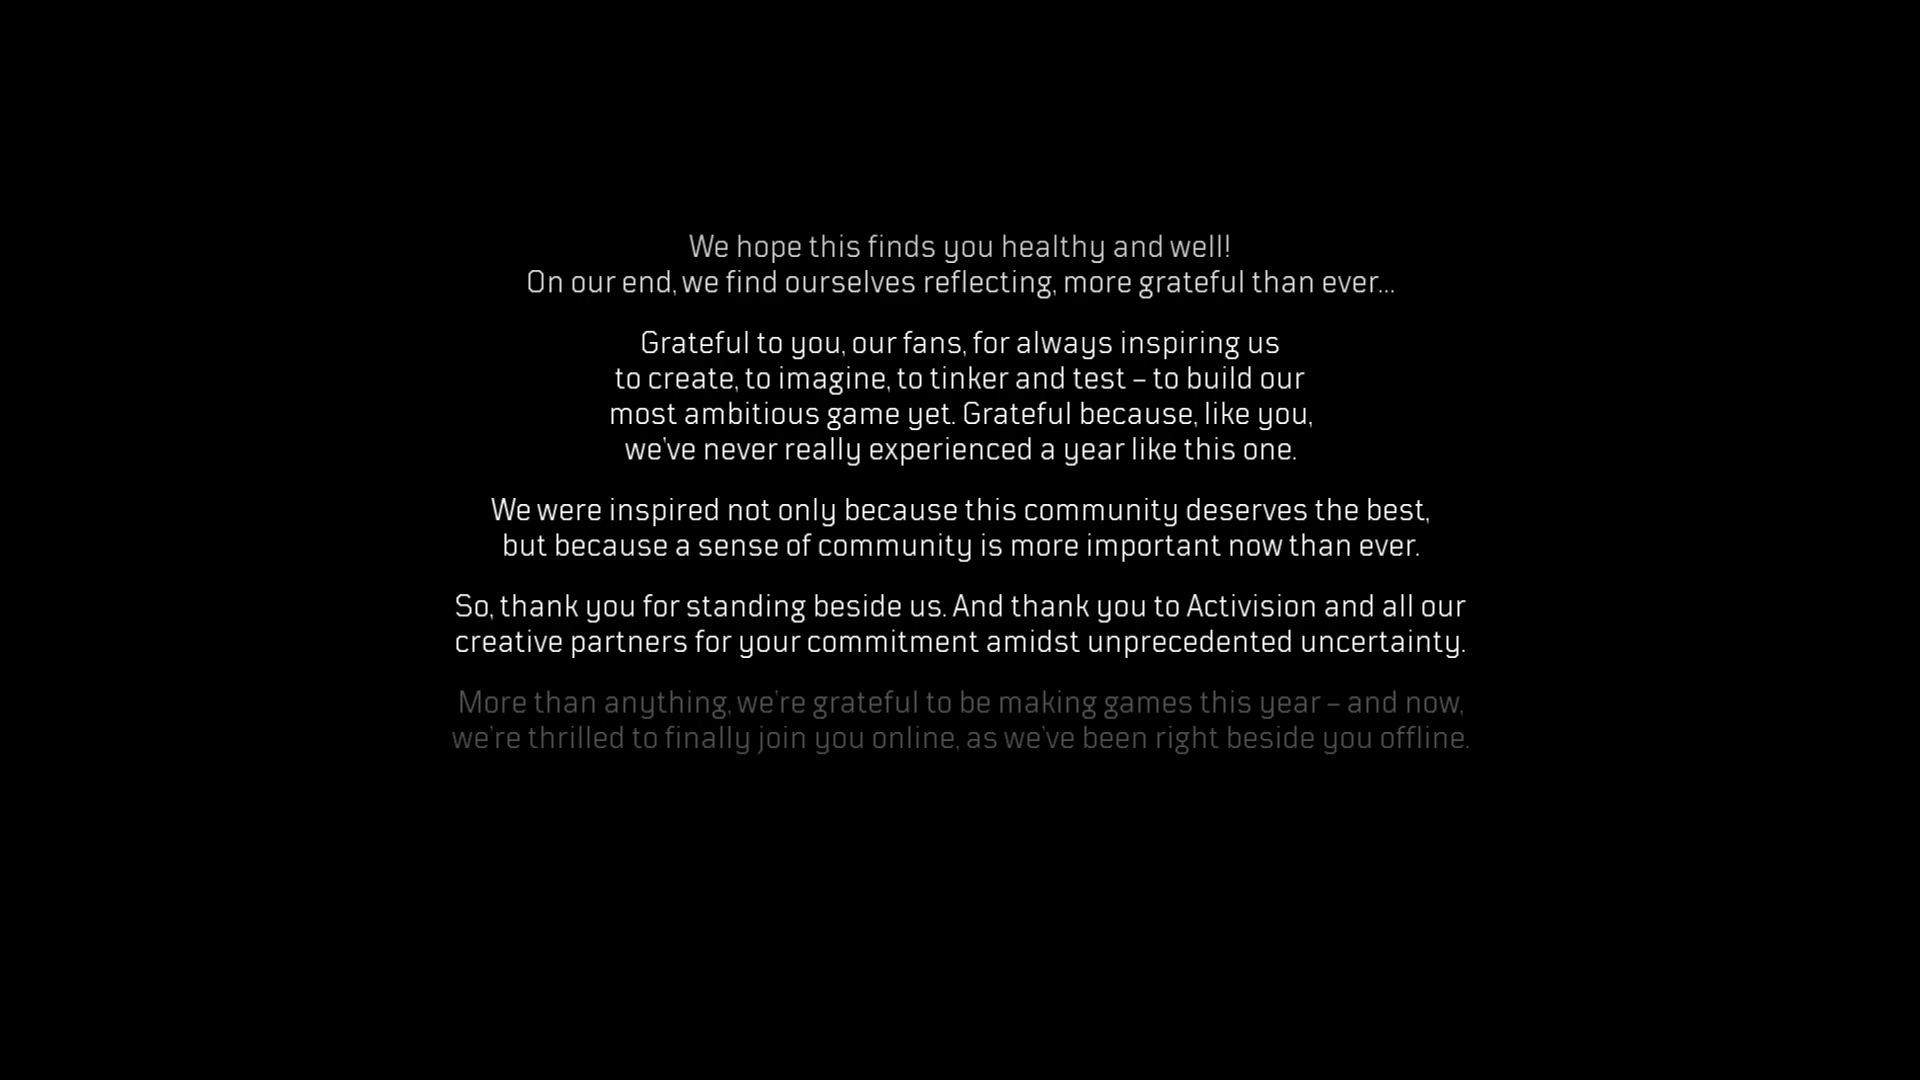 We hope this finds you healthy and well!
On our end, we find ourselves reflecting, more grateful than ever...
Grateful to you, our fans, for always inspiring us
to create, to imagine, to tinker and test – to build our
most ambitious game yet. Grateful because, like you,
we've never really experienced a year like this one.
We were inspired not only because this community deserves the best,
but because a sense of community is more important now than ever.
So, thank you for standing beside us. And thank you to Activision and all our
creative partners for your commitment amidst unprecedented uncertainty.
More than anything, we're grateful to be making games this year – and now,
we're thrilled to finally join you online, as we've been right beside you offline.